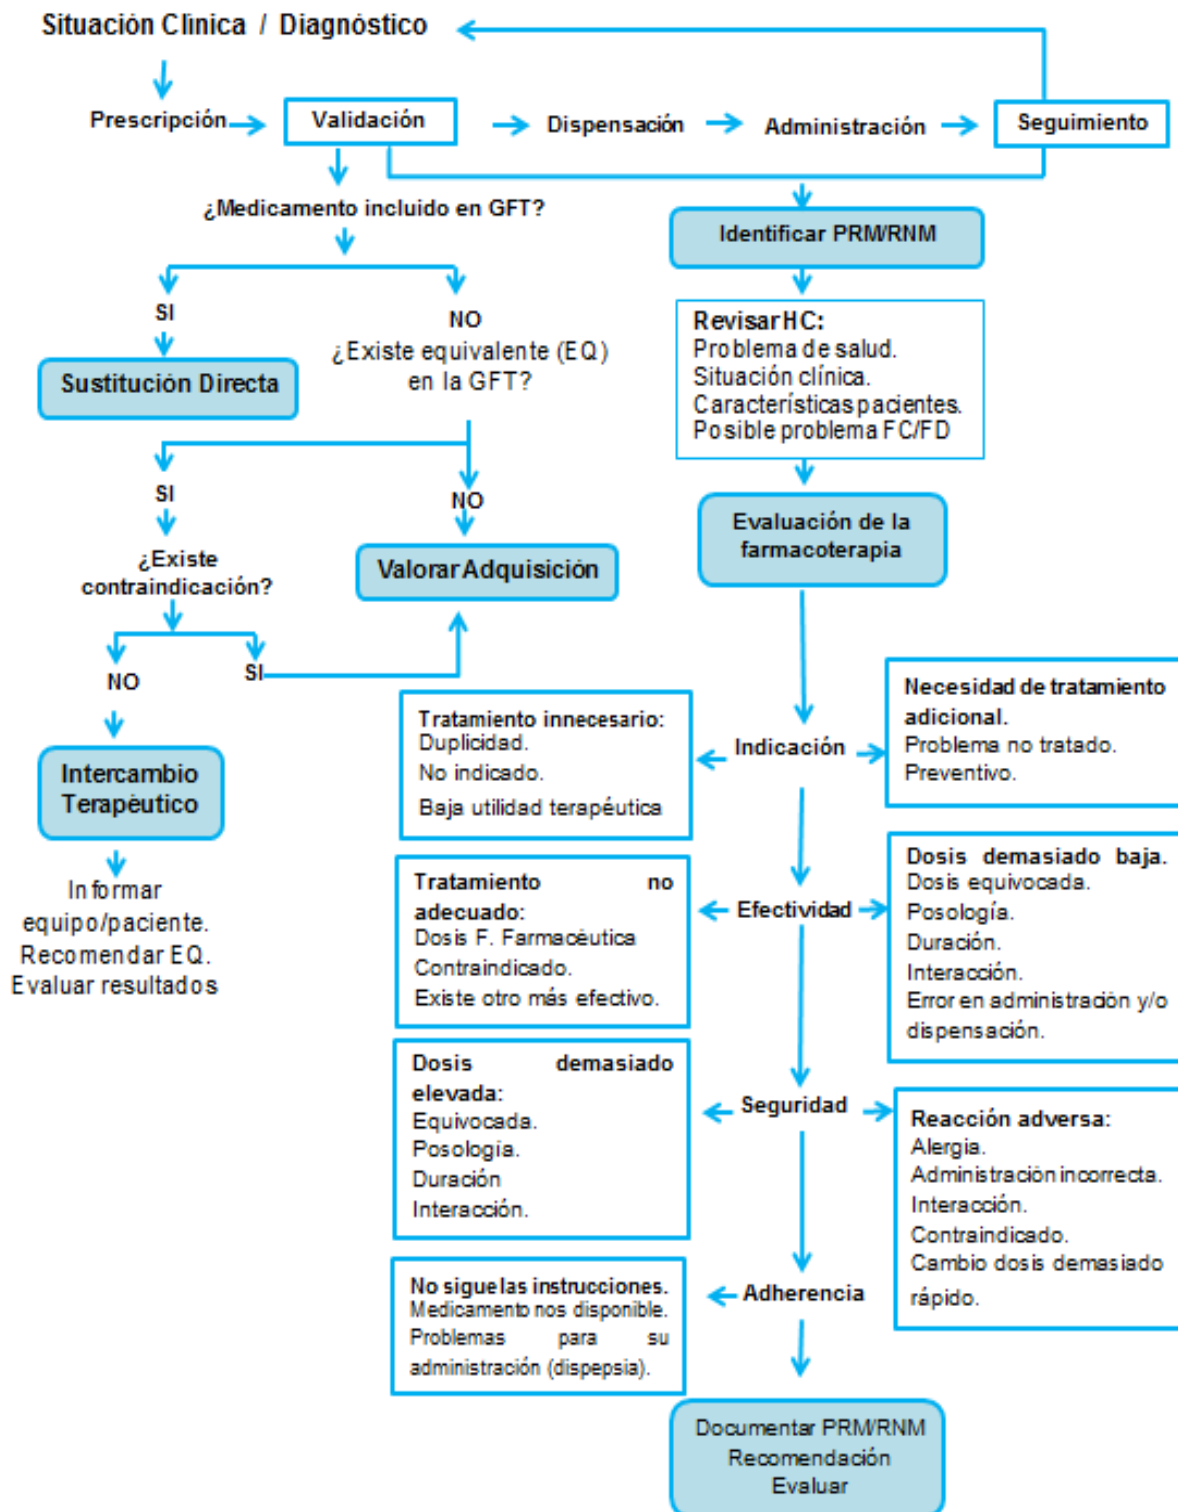 Situación Clínica / Diagnóstico
Prescripción
Validación
Dispensación
Administración
Seguimiento
¿Medicamento incluido en GFT?
SI
NO
¿Existe equivalente (EQ)
en la GFT?
Sustitución Directa
SI
NO
¿Existe
contraindicación?
Valorar Adquisición
NO
SI
Intercambio
Terapèutico
Informar
equipo/paciente.
Recomendar EQ.
Evaluar resultados
Identificar PRM/RNM
Revisar HC:
Problema de salud.
Situación clínica.
Características pacientes.
Posible problema FC/FD
Evaluación de la
farmacoterapia
Tratamiento innecesario:
Duplicidad.
No indicado.
Baja utilidad terapéutica
Indicación
Necesidad de tratamiento
adicional.
Problema no tratado.
Preventivo.
Tratamiento no
adecuado:
Dosis F. Farmacéutica
Contraindicado.
Existe otro más efectivo.
Efectividad
Dosis demasiado baja.
Dosis equivocada.
Posología.
Duración.
Interacción.
Error en administración y/o
dispensación.
Dosis demasiado
elevada:
Equivocada.
Posología.
Duración
Interacción.
Seguridad
Reacción adversa:
Alergia.
Administración incorrecta.
Interacción.
Contraindicado.
Cambio dosis demasiado
rápido.
No sigue las instrucciones.
Medicamento nos disponible.
Problemas para su
administración (dispepsia).
Adherencia
Documentar PRM/RNM
Recomendación
Evaluar